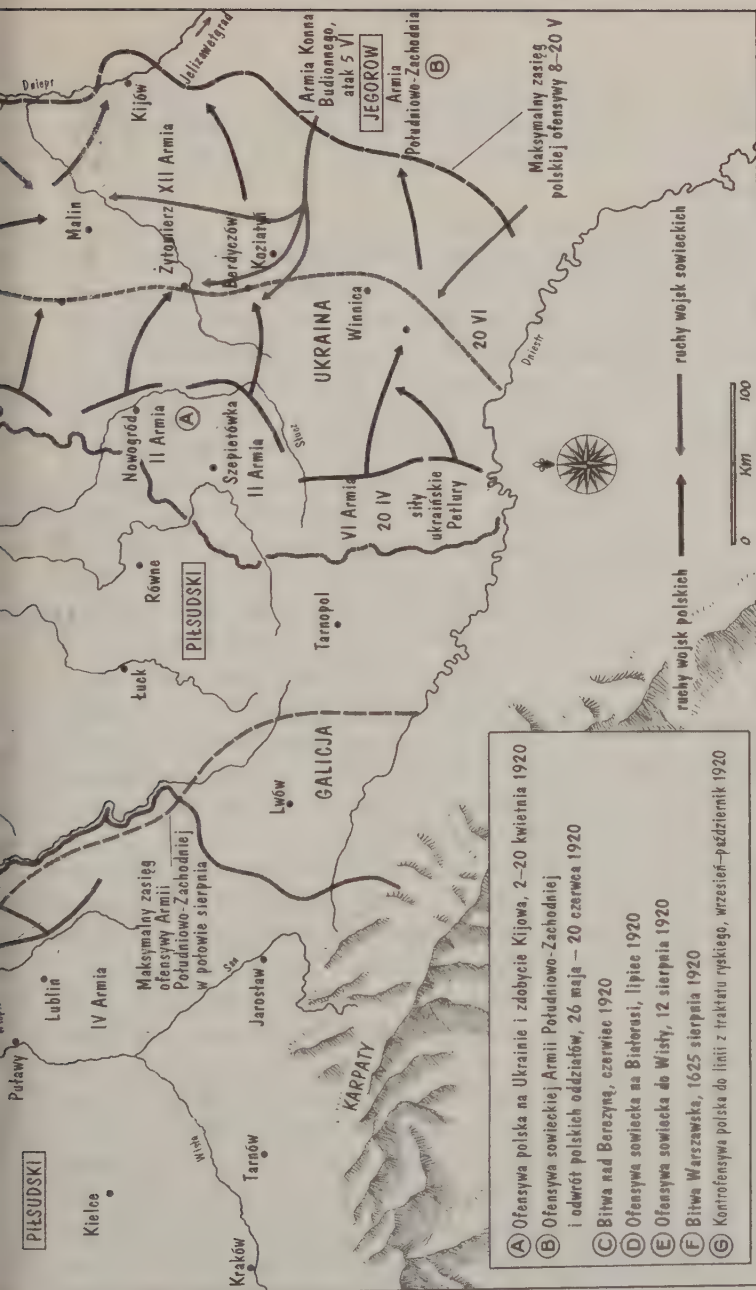 Dniepr
Jelizawetgrad
Kijów
Malin
XII Armia
Żytomierz
Berdyczów
Koziatyń
I Armia Konna
Budionnego,
atak 5 VI
JEGOROW
Armia
Południowo-Zachodnia
B
Maksymalny zasięg
polskiej ofensywy 8-20 V
Nowogród
II Armia
A
Szepietówka
II Armia
Słucz
UKRAINA
Winnica
20 VI
Dniestr
VI Armia
20 IV
siły
ukraińskie
Petlury
Równe
Łuck
PIŁSUDSKI
Tarnopol
Lwów
GALICJA
Puławy
Lublin
IV Armia
Maksymalny zasięg
ofensywy Armii
Południowo-Zachodniej
w połowie sierpnia
San
Jarosław
KARPATY
PIŁSUDSKI
Kielce
Wisła
Tarnów
Kraków
ruchy wojsk polskich
ruchy wojsk sowieckich
0 Km 100
A Ofensywa polska na Ukrainie i zdobycie Kijowa, 2-20 kwietnia 1920
B Ofensywa sowieckiej Armii Południowo-Zachodniej
i odwrót polskich oddziałów, 26 maja – 20 czerwca 1920
C Bitwa nad Berezyną, czerwiec 1920
D Ofensywa sowiecka na Białorusi, lipiec 1920
E Ofensywa sowiecka do Wisły, 12 sierpnia 1920
F Bitwa Warszawska, 1625 sierpnia 1920
G Kontrofensywa polska do linii z traktatu ryskiego, wrzesień–październik 1920